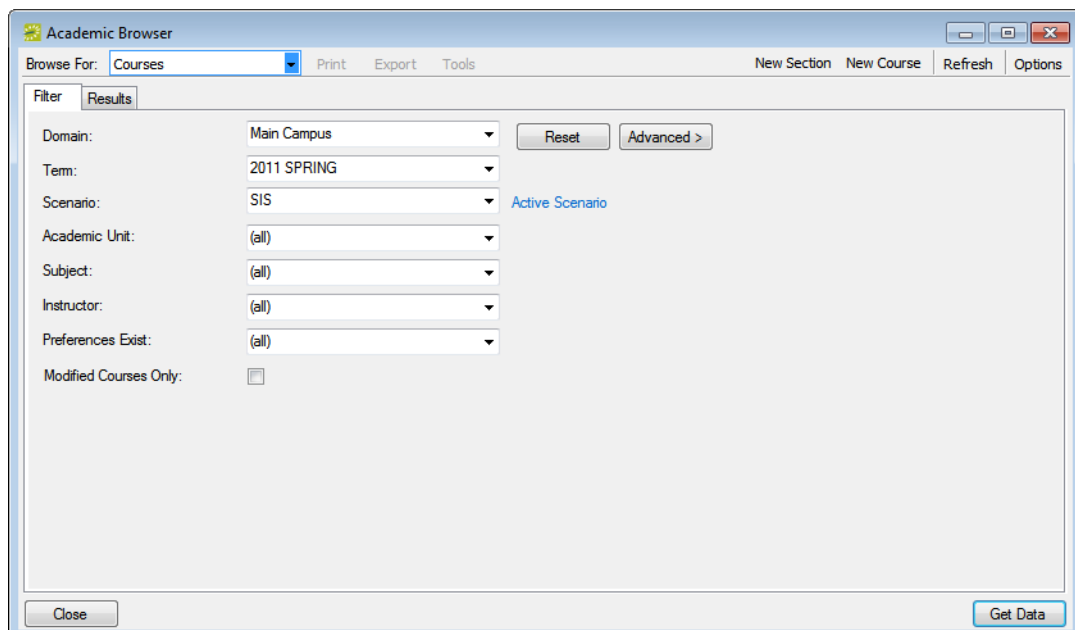 Academic Browser
Browse For: Courses Print Export Tools New Section New Course Refresh Options
Filter Results
Domain: Main Campus Reset Advanced >
Term: 2011 SPRING
Scenario: SIS Active Scenario
Academic Unit: (all)
Subject: (all)
Instructor: (all)
Preferences Exist: (all)
Modified Courses Only:
Close Get Data